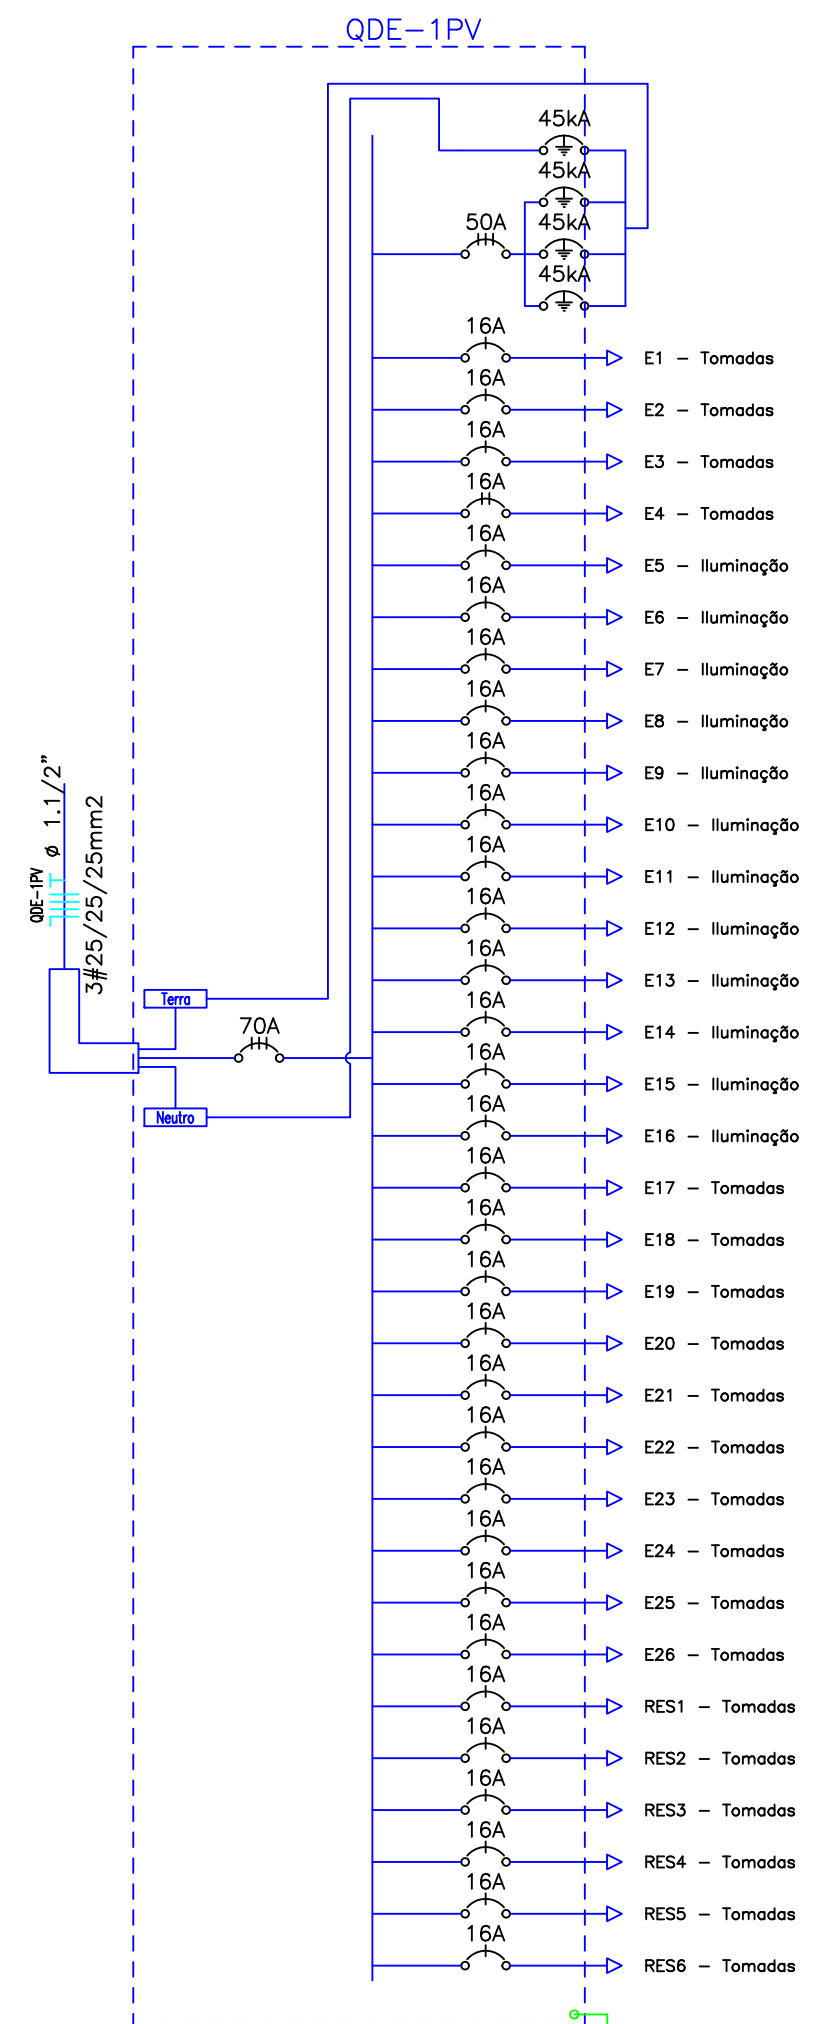 QDE-1PV
45kA
45kA
50A
45kA
45kA
16A
E1 - Tomadas
16A
E2 - Tomadas
16A
E3 - Tomadas
16A
E4 - Tomadas
16A
E5 - Iluminação
16A
E6 - Iluminação
16A
E7 - Iluminação
16A
E8 - Iluminação
16A
E9 - Iluminação
16A
E10 - Iluminação
16A
E11 - Iluminação
16A
E12 - Iluminação
16A
E13 - Iluminação
16A
E14 - Iluminação
16A
E15 - Iluminação
16A
E16 - Iluminação
16A
E17 - Tomadas
16A
E18 - Tomadas
16A
E19 - Tomadas
16A
E20 - Tomadas
16A
E21 - Tomadas
16A
E22 - Tomadas
16A
E23 - Tomadas
16A
E24 - Tomadas
16A
E25 - Tomadas
16A
E26 - Tomadas
16A
RES1 - Tomadas
16A
RES2 - Tomadas
16A
RES3 - Tomadas
16A
RES4 - Tomadas
16A
RES5 - Tomadas
16A
RES6 - Tomadas
QDE-1PV
ø 1.1/2"
3#25/25/25mm2
Terra
70A
Neutro